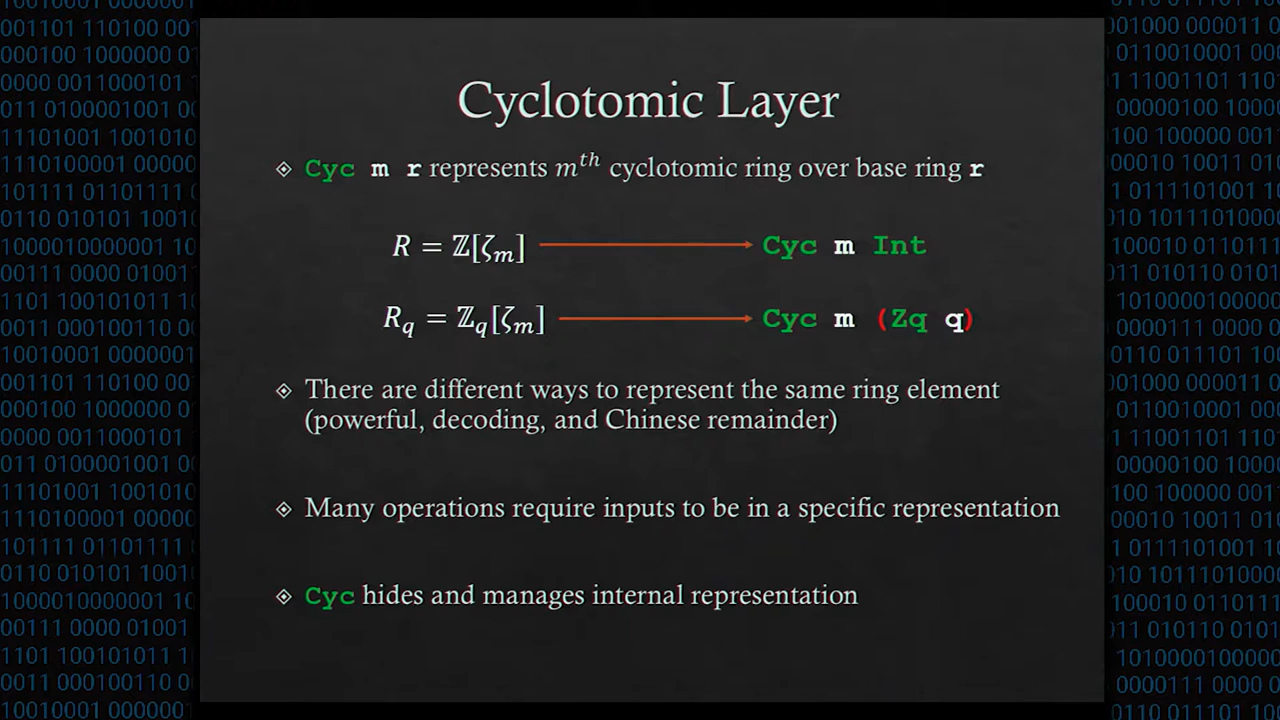 Cyclotomic Layer
Cyc m r represents m^th cyclotomic ring over base ring r
R = ℤ[ζ_m] Cyc m Int
R_q = ℤ_q[ζ_m] Cyc m (Zq q)
There are different ways to represent the same ring element
(powerful, decoding, and Chinese remainder)
Many operations require inputs to be in a specific representation
Cyc hides and manages internal representation